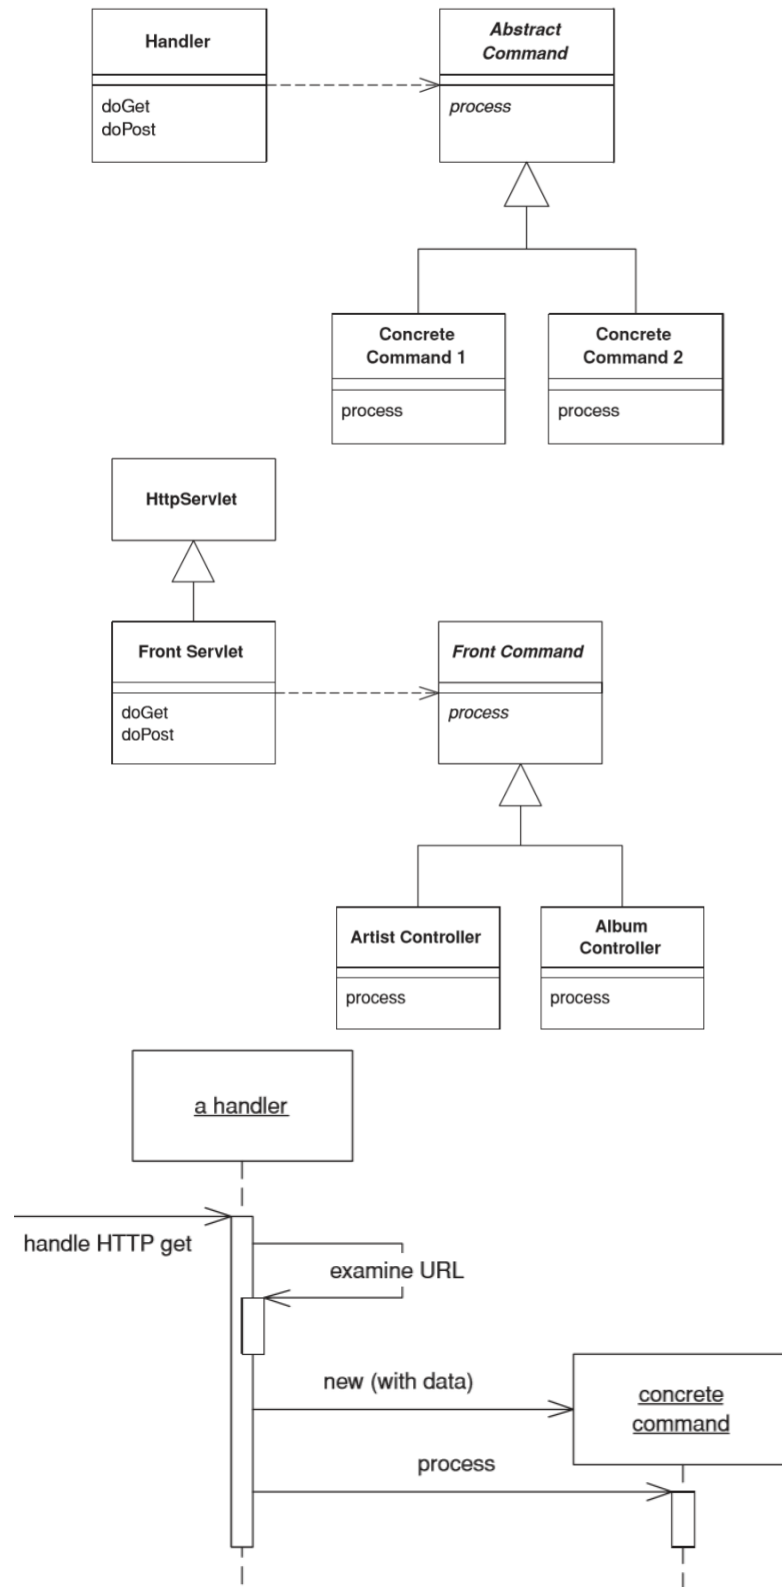 Handler
doGet
doPost
Abstract
Command
process
Concrete
Command 1
process
Concrete
Command 2
process
HttpServlet
Front Servlet
doGet
doPost
Front Command
process
Artist Controller
process
Album
Controller
process
a handler
handle HTTP get
examine URL
new (with data)
concrete
command
process